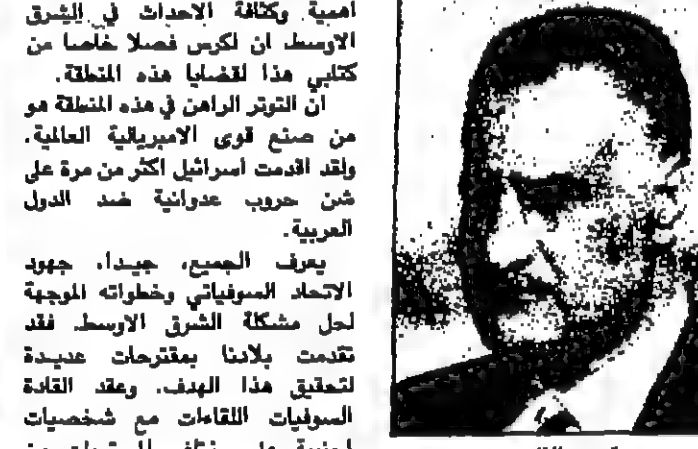 اهمية وكثافة الاحداث في الشرق
الاوسط ان اكرس فصلا خاصا من
كتابي هذا لقضايا هذه المنطقة.
ان التوتر الراهن في هذه المنطقة هو
من صنع قوى الامبريالية العالمية.
ولقد اقدمت اسرائيل اكثر من مرة على
شن حروب عدوانية ضد الدول
العربية.
يعرف الجميع، جيدا، جهود
الاتحاد السوفياتي وخطواته الموجهة
لحل مشكلة الشرق الاوسط. فقد
تقدمت بلادنا بمقترحات عديدة
لتحقيق هذا الهدف. وعقد القادة
السوفيات اللقاءات مع شخصيات